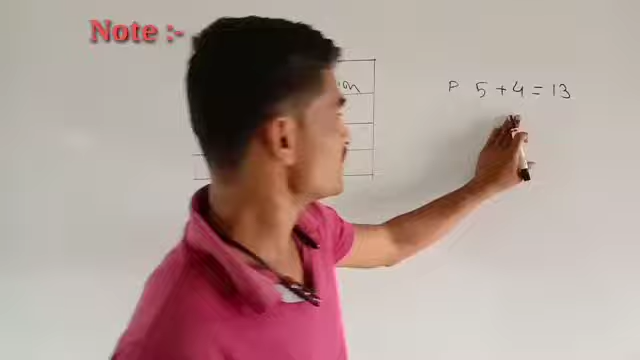 Note :-
P 5 + 4 = 13